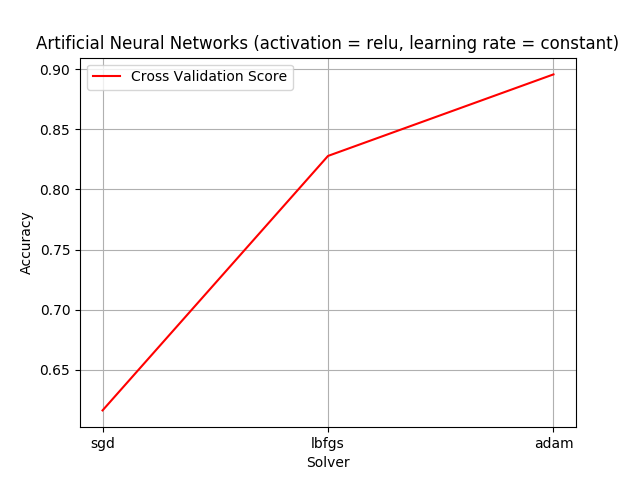 Artificial Neural Networks (activation = relu, learning rate = constant)
Cross Validation Score
0.90
0.85
0.80
0.75
0.70
0.65
Accuracy
sgd
lbfgs
adam
Solver